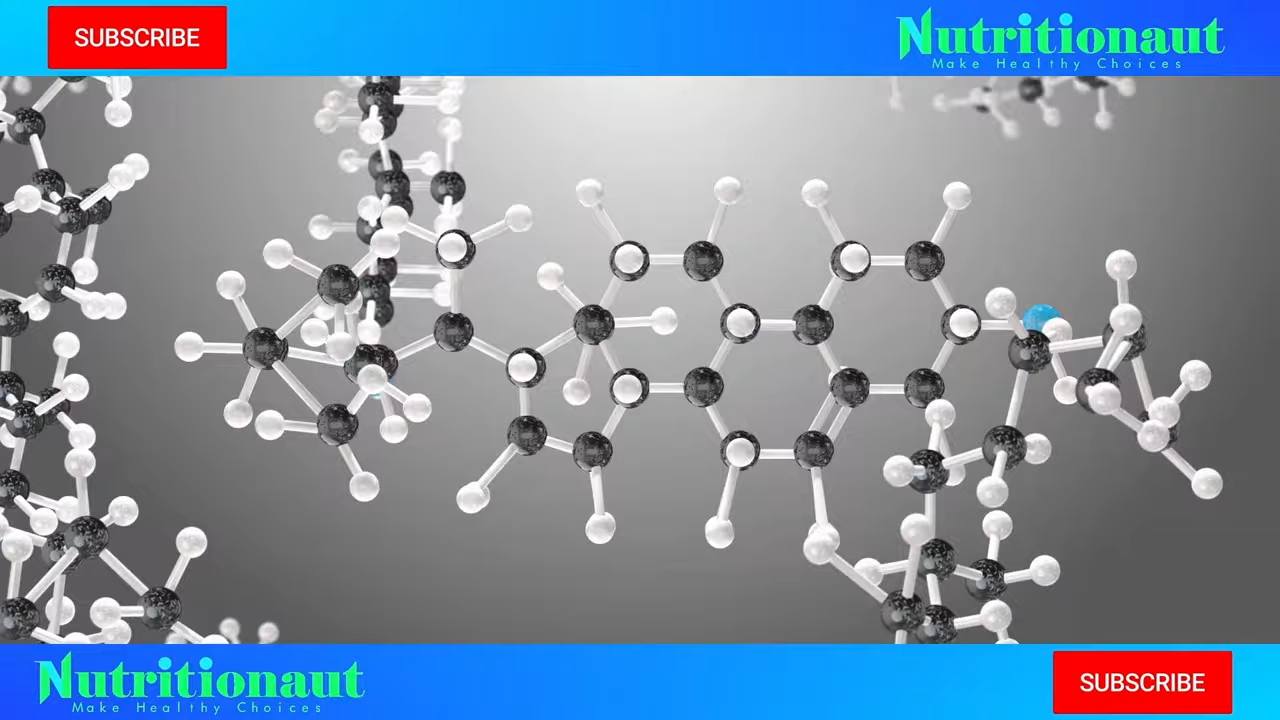 SUBSCRIBE
Nutritionaut
Make Healthy Choices
Nutritionaut
Make Healthy Choices
SUBSCRIBE